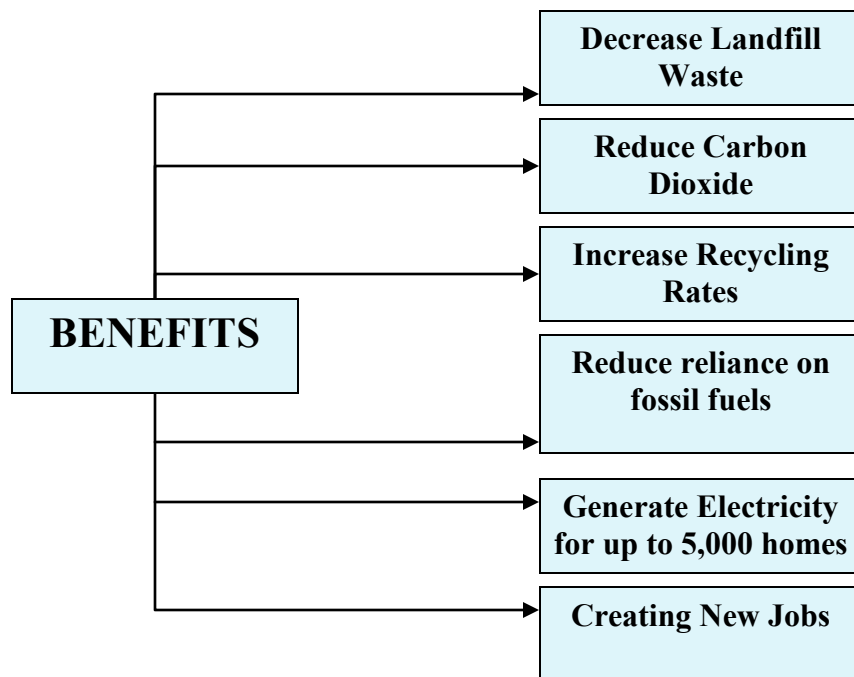 Decrease Landfill
Waste
Reduce Carbon
Dioxide
Increase Recycling
Rates
BENEFITS
Reduce reliance on
fossil fuels
Generate Electricity
for up to 5,000 homes
Creating New Jobs